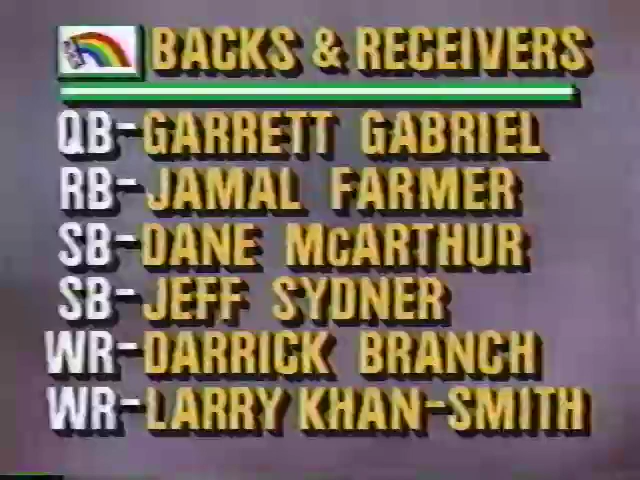 BACKS & RECEIVERS
QB-GARRETT GABRIEL
RB-JAMAL FARMER
SB-DANE McARTHUR
SB-JEFF SYDNER
WR-DARRICK BRANCH
WR-LARRY KHAN-SMITH